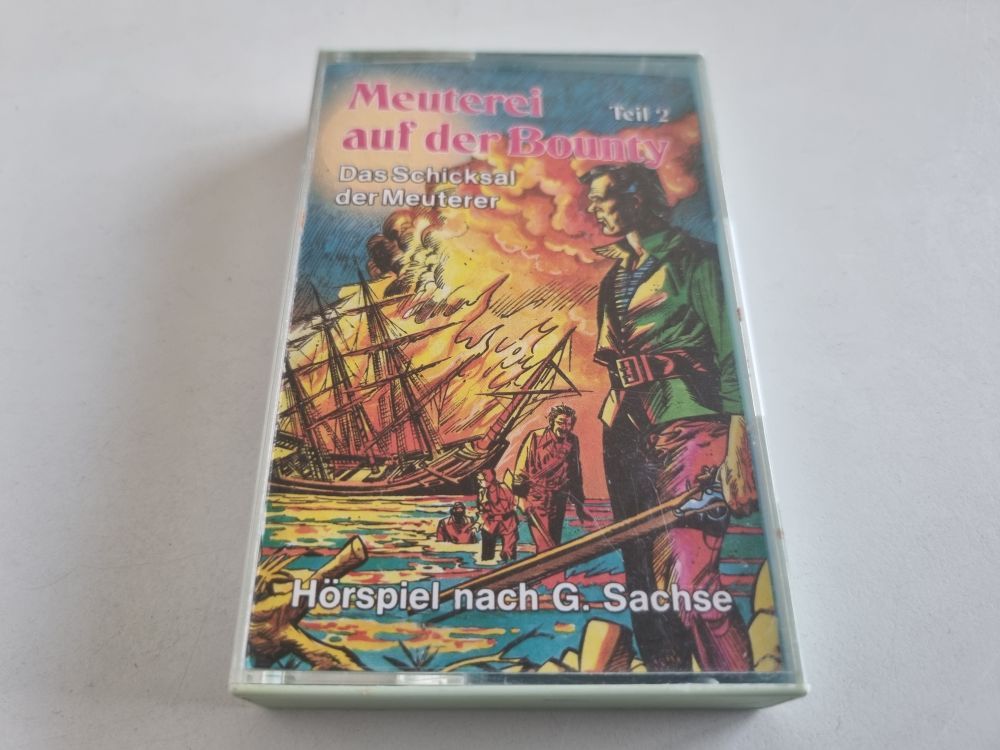 Meuterei
Teil 2
auf der Bounty
Das Schicksal
der Meuterer
Hörspiel nach G. Sachse